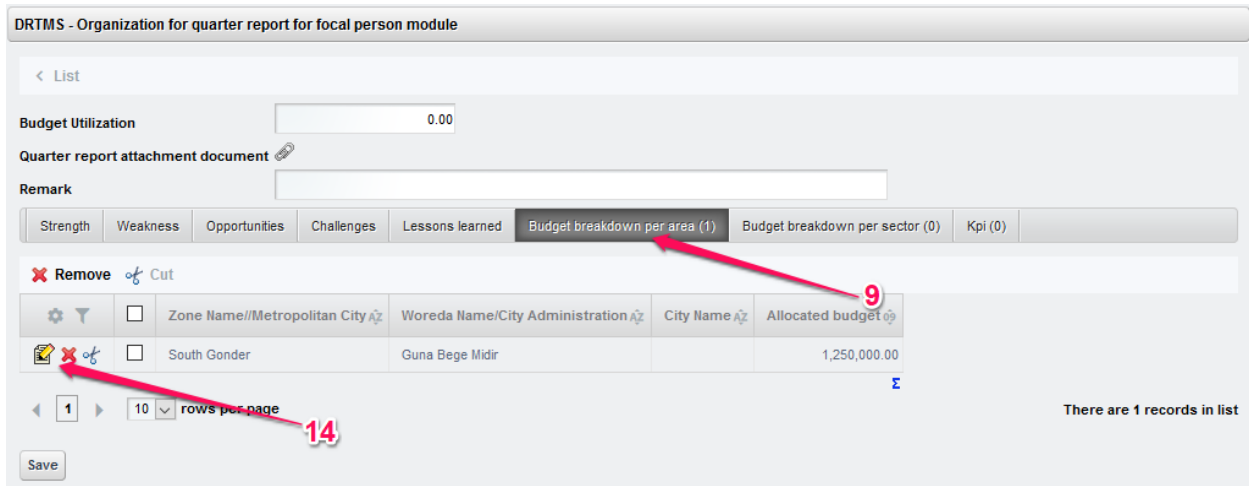 DRTMS - Organization for quarter report for focal person module
< List
Budget Utilization 0.00
Quarter report attachment document
Remark
Strength Weakness Opportunities Challenges Lessons learned Budget breakdown per area (1) Budget breakdown per sector (0) Kpi (0)
Remove Cut
9
Zone Name//Metropolitan City Woreda Name/City Administration City Name Allocated budget
South Gonder Guna Bege Midir 1,250,000.00
Σ
1 10 rows per page There are 1 records in list
14
Save